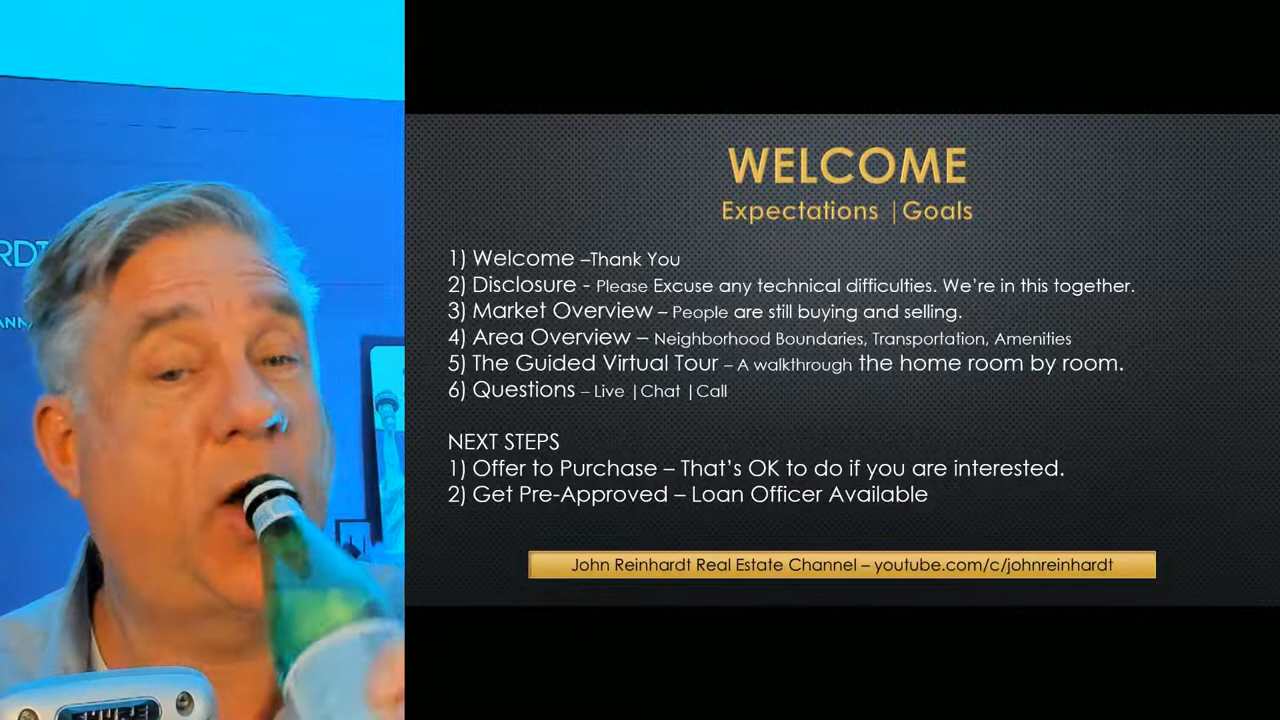 WELCOME
Expectations |Goals
1) Welcome –Thank You
2) Disclosure - Please Excuse any technical difficulties. We're in this together.
3) Market Overview – People are still buying and selling.
4) Area Overview – Neighborhood Boundaries, Transportation, Amenities
5) The Guided Virtual Tour – A walkthrough the home room by room.
6) Questions – Live |Chat |Call
NEXT STEPS
1) Offer to Purchase – That's OK to do if you are interested.
2) Get Pre-Approved – Loan Officer Available
John Reinhardt Real Estate Channel – youtube.com/c/johnreinhardt
SHURE